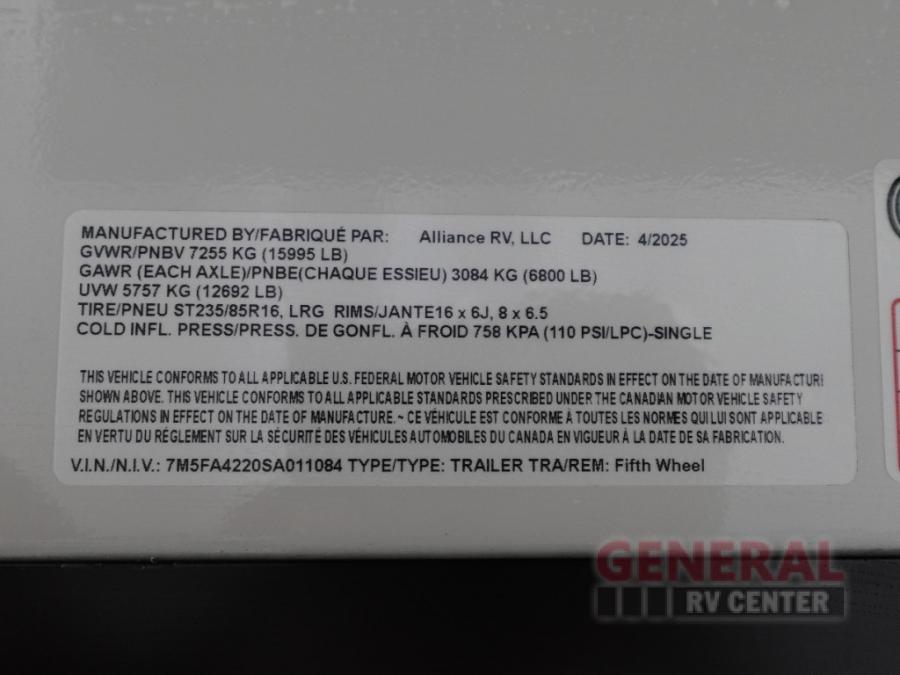 MANUFACTURED BY/FABRIQUÉ PAR: Alliance RV, LLC DATE: 4/2025
GVWR/PNBV 7255 KG (15995 LB)
GAWR (EACH AXLE)/PNBE(CHAQUE ESSIEU) 3084 KG (6800 LB)
UVW 5757 KG (12692 LB)
TIRE/PNEU ST235/85R16, LRG RIMS/JANTE16 x 6J, 8 x 6.5
COLD INFL. PRESS/PRESS. DE GONFL. À FROID 758 KPA (110 PSI/LPC)-SINGLE
THIS VEHICLE CONFORMS TO ALL APPLICABLE U.S. FEDERAL MOTOR VEHICLE SAFETY STANDARDS IN EFFECT ON THE DATE OF MANUFACTUR
SHOWN ABOVE. THIS VEHICLE CONFORMS TO ALL APPLICABLE STANDARDS PRESCRIBED UNDER THE CANADIAN MOTOR VEHICLE SAFETY
REGULATIONS IN EFFECT ON THE DATE OF MANUFACTURE. ~ CE VÉHICULE EST CONFORME À TOUTES LES NORMES QUI LUI SONT APPLICABLE
EN VERTU DU RÉGLEMENT SUR LA SÉCURITÉ DES VÉHICULES AUTOMOBILES DU CANADA EN VIGUEUR À LA DATE DE SA FABRICATION.
V.I.N./N.I.V.: 7M5FA4220SA011084 TYPE/TYPE: TRAILER TRA/REM: Fifth Wheel
GENERAL
RV CENTER